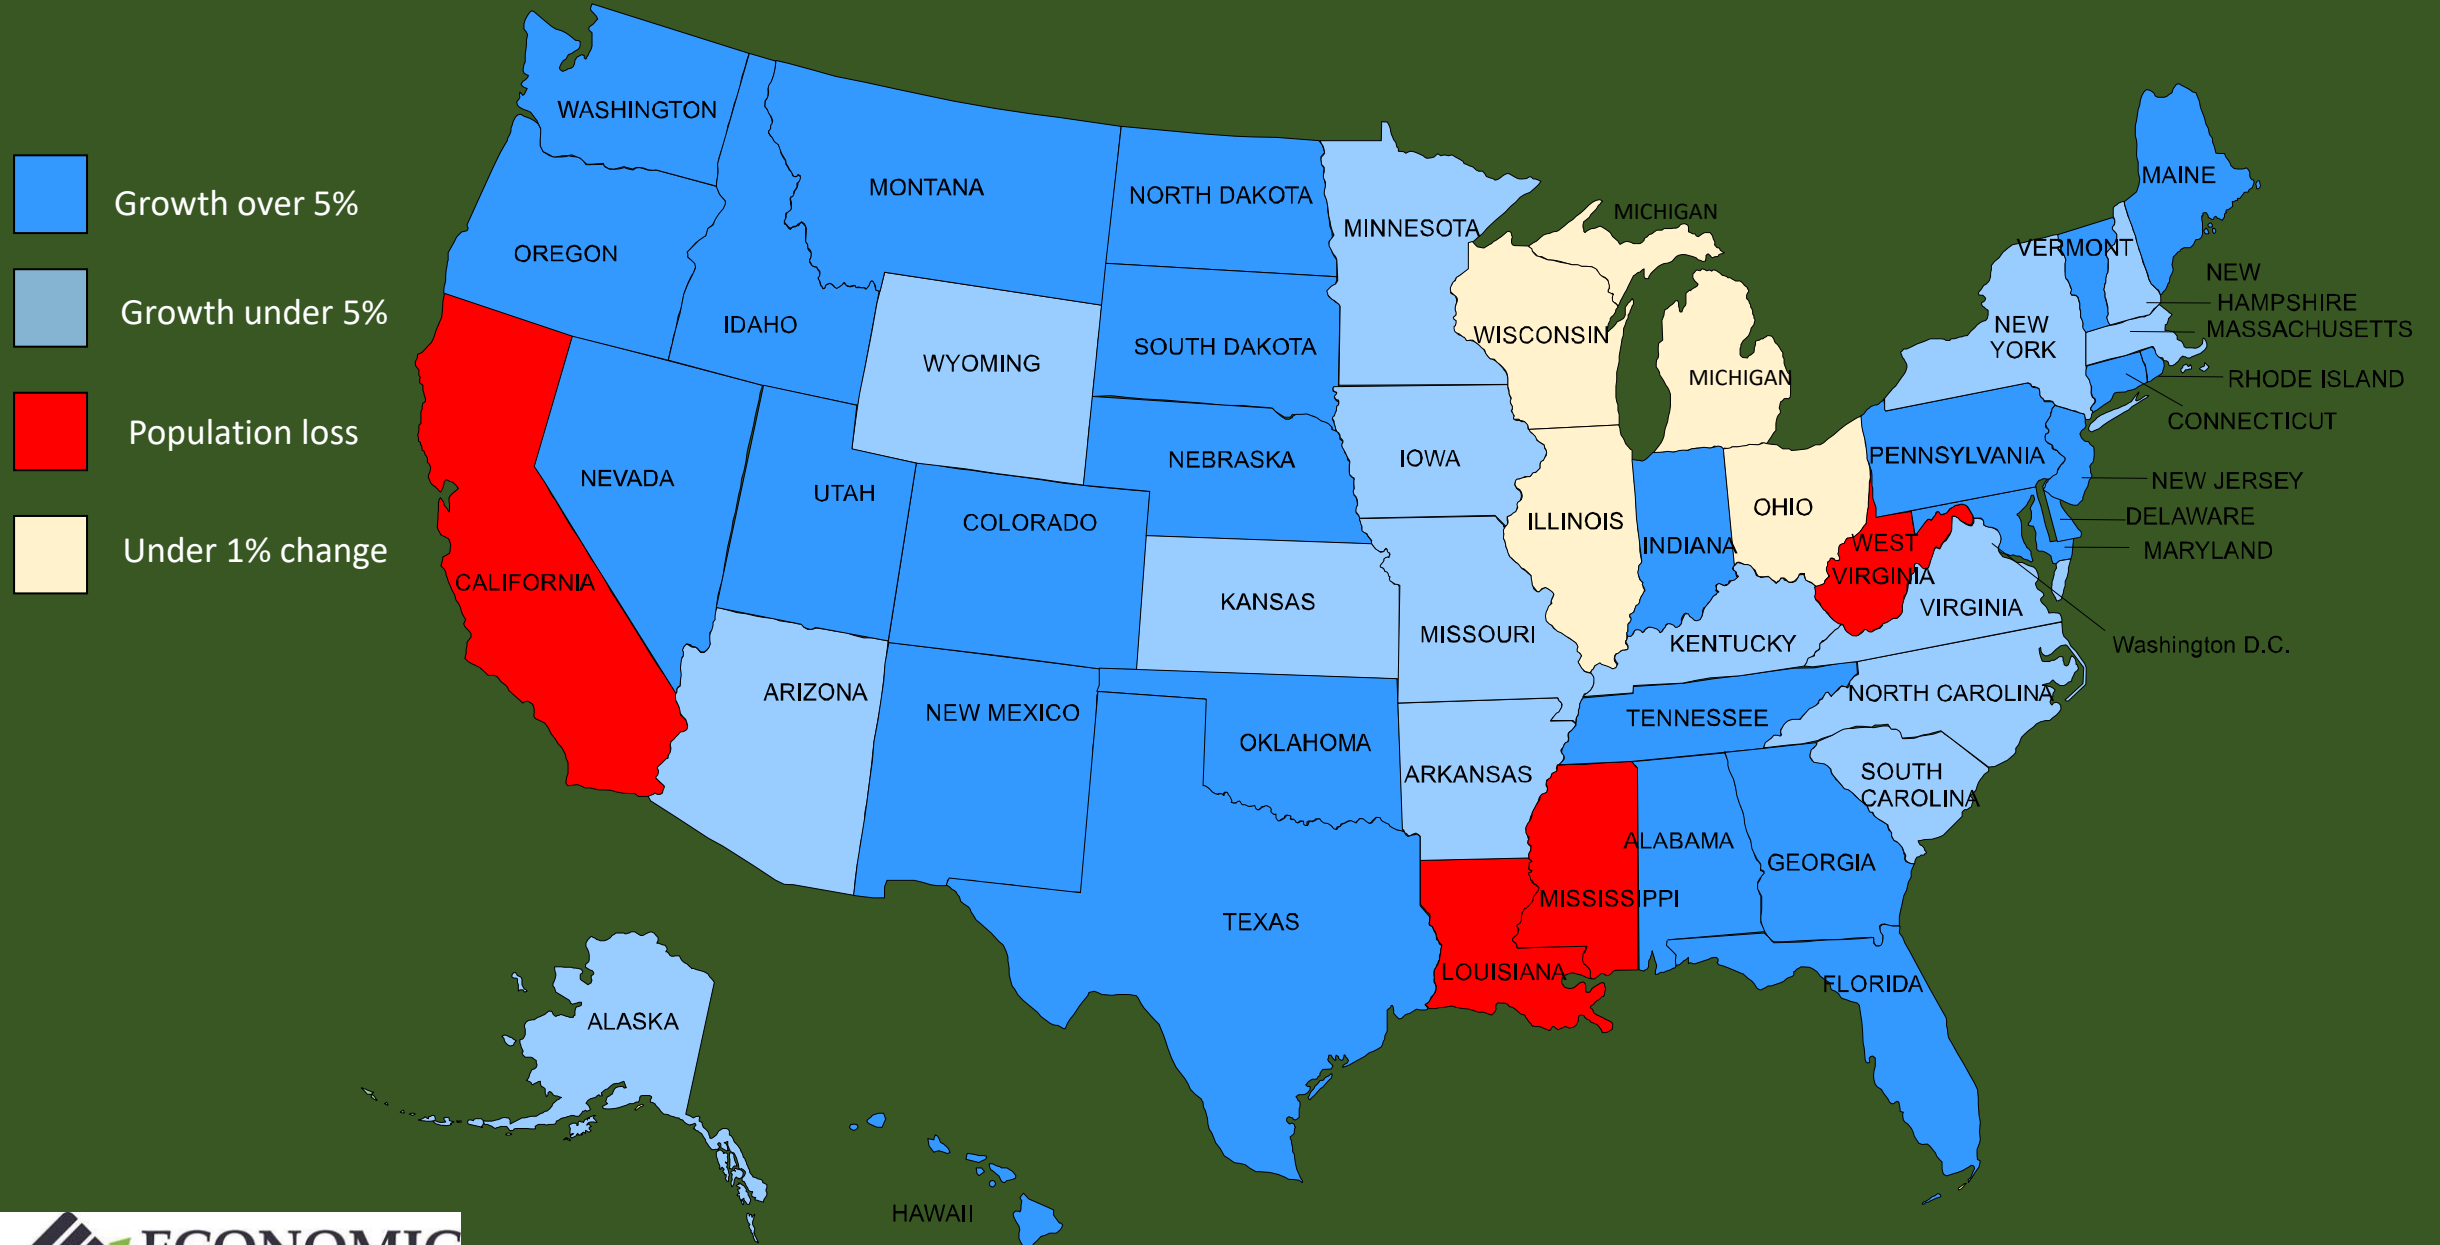 Growth over 5%
Growth under 5%
Population loss
Under 1% change
WASHINGTON
OREGON
CALIFORNIA
IDAHO
NEVADA
MONTANA
WYOMING
UTAH
COLORADO
ARIZONA
NEW MEXICO
NORTH DAKOTA
SOUTH DAKOTA
NEBRASKA
KANSAS
OKLAHOMA
TEXAS
MINNESOTA
IOWA
MISSOURI
ARKANSAS
LOUISIANA
WISCONSIN
MICHIGAN
MICHIGAN
ILLINOIS
INDIANA
OHIO
KENTUCKY
TENNESSEE
MISSISSIPPI
ALABAMA
GEORGIA
FLORIDA
SOUTH
CAROLINA
NORTH CAROLINA
VIRGINIA
WEST
VIRGINIA
PENNSYLVANIA
NEW
YORK
VERMONT
MAINE
NEW
HAMPSHIRE
MASSACHUSETTS
RHODE ISLAND
CONNECTICUT
NEW JERSEY
DELAWARE
MARYLAND
Washington D.C.
ALASKA
HAWAII
ECONOMIC